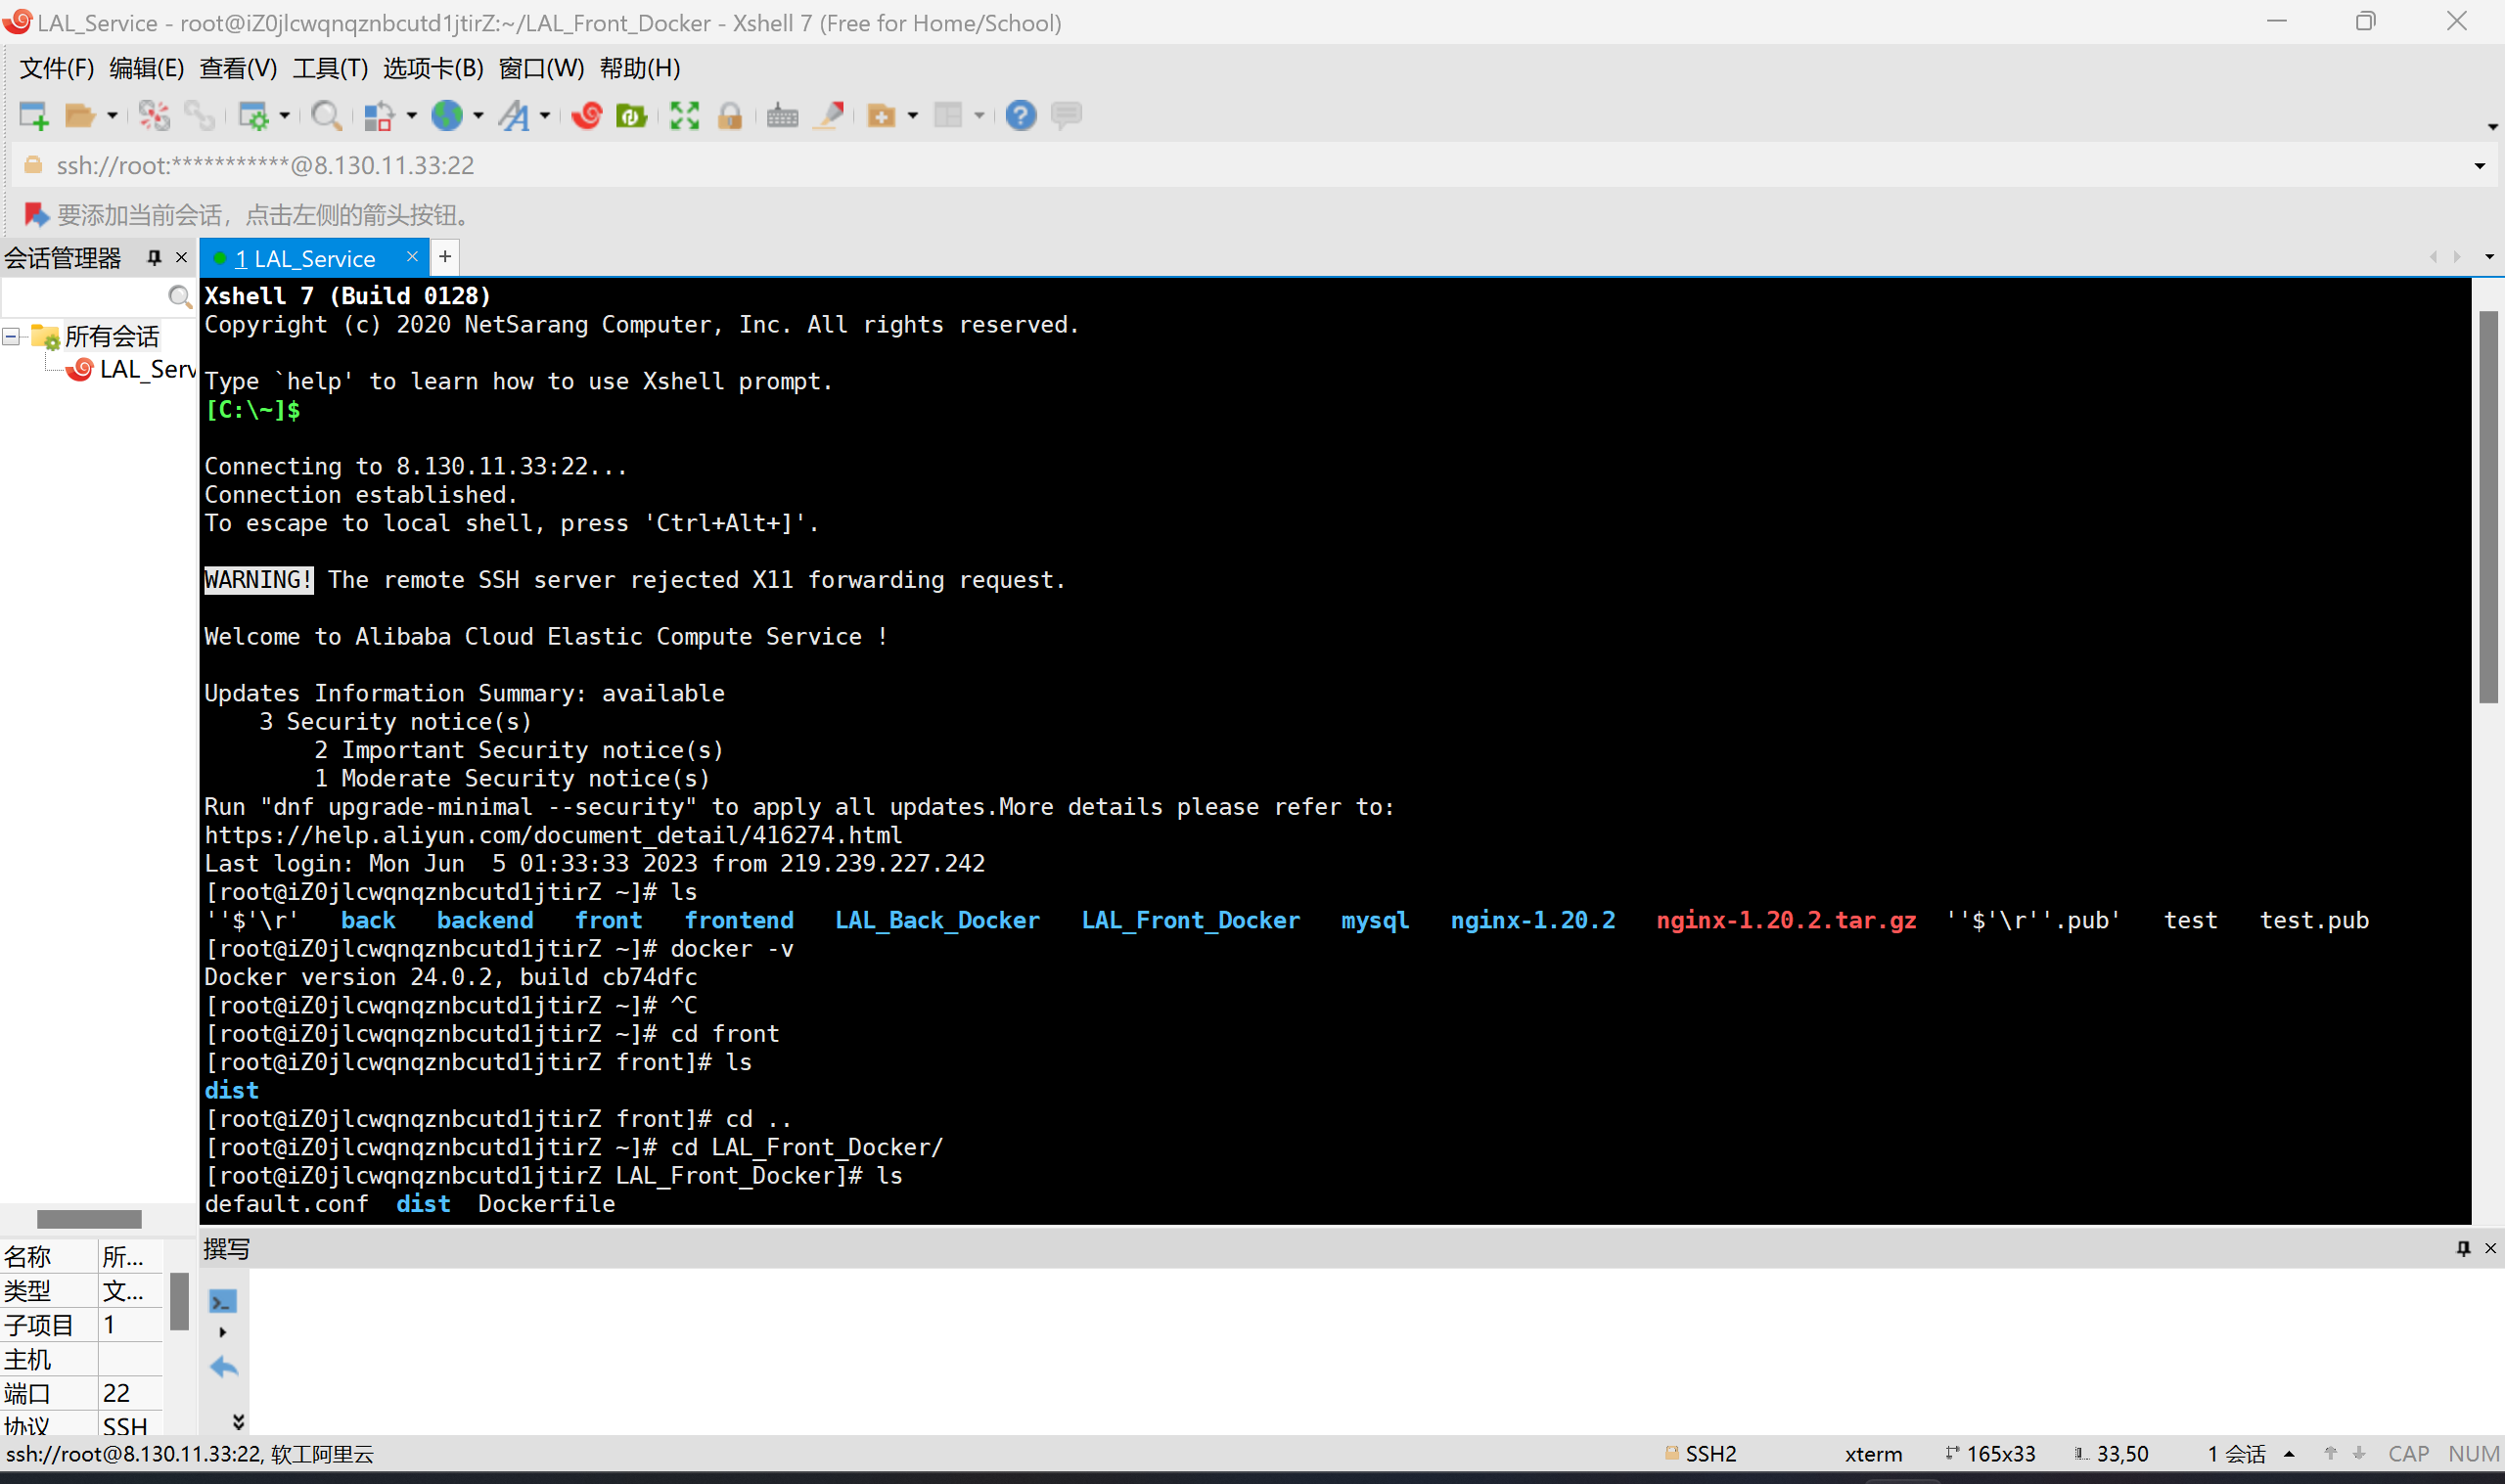 LAL_Service - root@iZ0jlcwqnqznbcutd1jtirZ:~/LAL_Front_Docker - Xshell 7 (Free for Home/School)
文件(F) 编辑(E) 查看(V) 工具(T) 选项卡(B) 窗口(W) 帮助(H)
ssh://root:***********@8.130.11.33:22
要添加当前会话，点击左侧的箭头按钮。
会话管理器
1 LAL_Service
所有会话
LAL_Serv
Xshell 7 (Build 0128)
Copyright (c) 2020 NetSarang Computer, Inc. All rights reserved.
Type `help' to learn how to use Xshell prompt.
[C:\~]$
Connecting to 8.130.11.33:22...
Connection established.
To escape to local shell, press 'Ctrl+Alt+]'.
WARNING! The remote SSH server rejected X11 forwarding request.
Welcome to Alibaba Cloud Elastic Compute Service !
Updates Information Summary: available
3 Security notice(s)
2 Important Security notice(s)
1 Moderate Security notice(s)
Run "dnf upgrade-minimal --security" to apply all updates.More details please refer to:
https://help.aliyun.com/document_detail/416274.html
Last login: Mon Jun  5 01:33:33 2023 from 219.239.227.242
[root@iZ0jlcwqnqznbcutd1jtirZ ~]# ls
''$'\r'   back   backend   front   frontend   LAL_Back_Docker   LAL_Front_Docker   mysql   nginx-1.20.2   nginx-1.20.2.tar.gz  ''$'\r''.pub'   test   test.pub
[root@iZ0jlcwqnqznbcutd1jtirZ ~]# docker -v
Docker version 24.0.2, build cb74dfc
[root@iZ0jlcwqnqznbcutd1jtirZ ~]# ^C
[root@iZ0jlcwqnqznbcutd1jtirZ ~]# cd front
[root@iZ0jlcwqnqznbcutd1jtirZ front]# ls
dist
[root@iZ0jlcwqnqznbcutd1jtirZ front]# cd ..
[root@iZ0jlcwqnqznbcutd1jtirZ ~]# cd LAL_Front_Docker/
[root@iZ0jlcwqnqznbcutd1jtirZ LAL_Front_Docker]# ls
default.conf  dist  Dockerfile
撰写
名称 所...
类型 文...
子项目 1
主机
端口 22
协议 SSH
ssh://root@8.130.11.33:22, 软工阿里云 SSH2 xterm 165x33 33,50 1 会话 CAP NUM